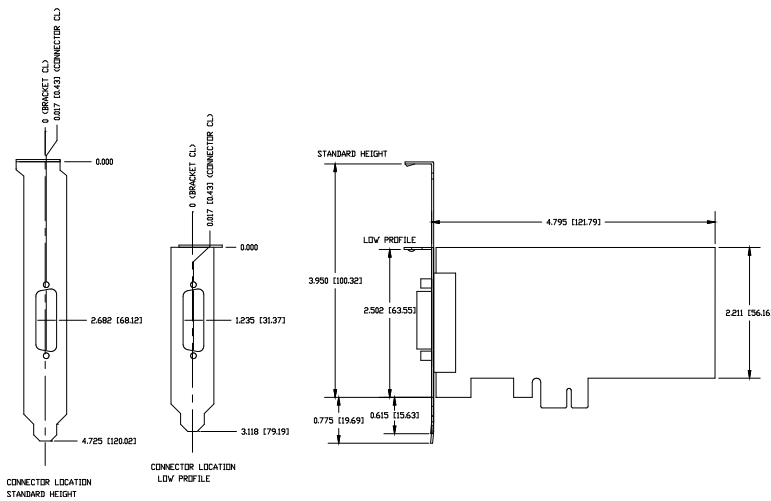 0 (BRACKET CL)
0.017 [0.43] (CONNECTOR CL)
0.000
2.682 [68.12]
4.725 [120.02]
CONNECTOR LOCATION
STANDARD HEIGHT
0 (BRACKET CL)
0.017 [0.43] (CONNECTOR CL)
0.000
1.235 [31.37]
3.118 [79.19]
CONNECTOR LOCATION
LOW PROFILE
STANDARD HEIGHT
LOW PROFILE
4.795 [121.79]
3.950 [100.32]
2.502 [63.55]
2.211 [56.16
0.615 [15.63]
0.775 [19.69]